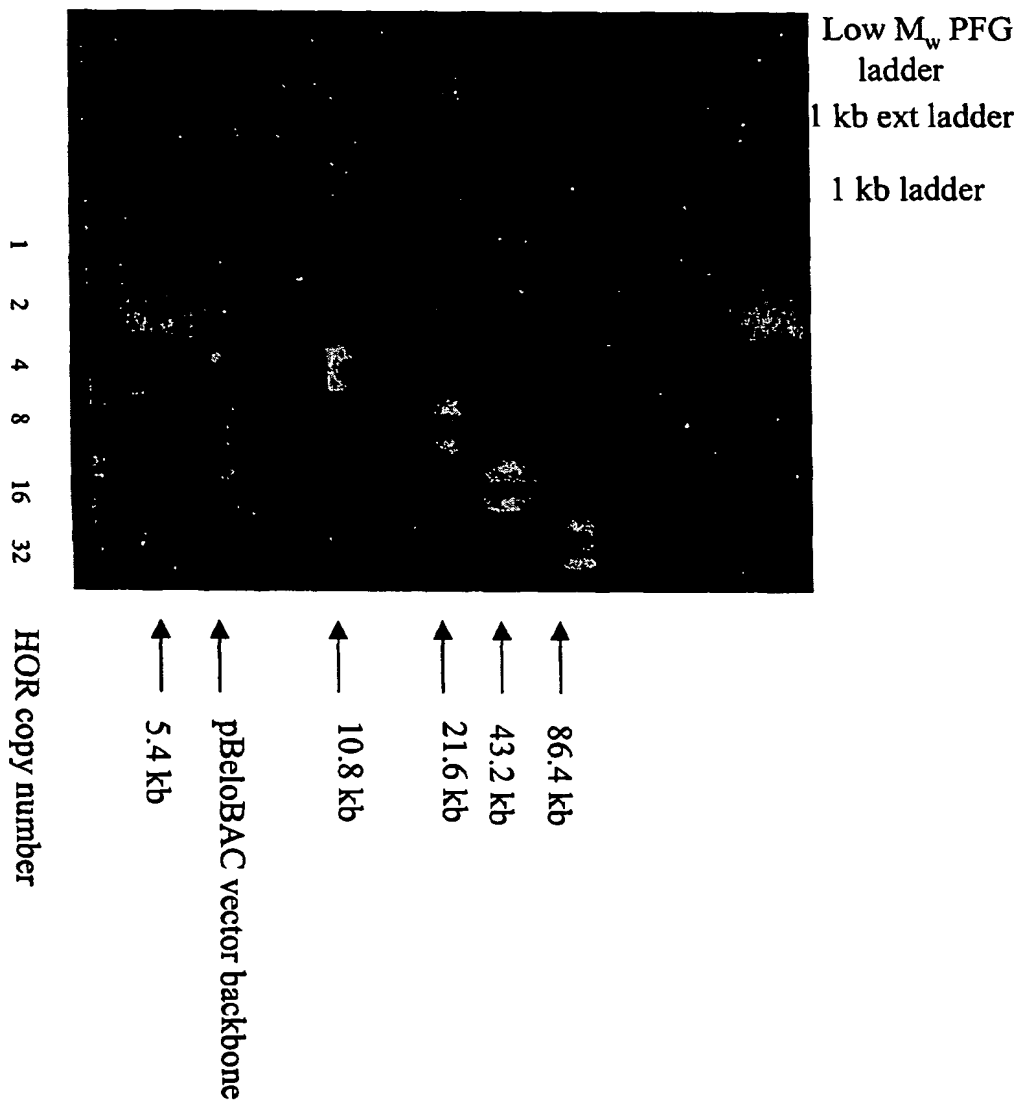 Low Mw PFG
ladder
1 kb ext ladder
1 kb ladder
1
2
4
8
16
32
HOR copy number
86.4 kb
43.2 kb
21.6 kb
10.8 kb
pBeloBAC vector backbone
5.4 kb